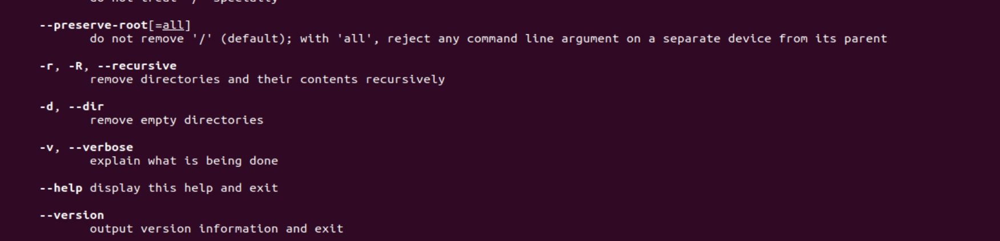 do not treat '/' specially
--preserve-root[=all]
do not remove '/' (default); with 'all', reject any command line argument on a separate device from its parent
-r, -R, --recursive
remove directories and their contents recursively
-d, --dir
remove empty directories
-v, --verbose
explain what is being done
--help display this help and exit
--version
output version information and exit